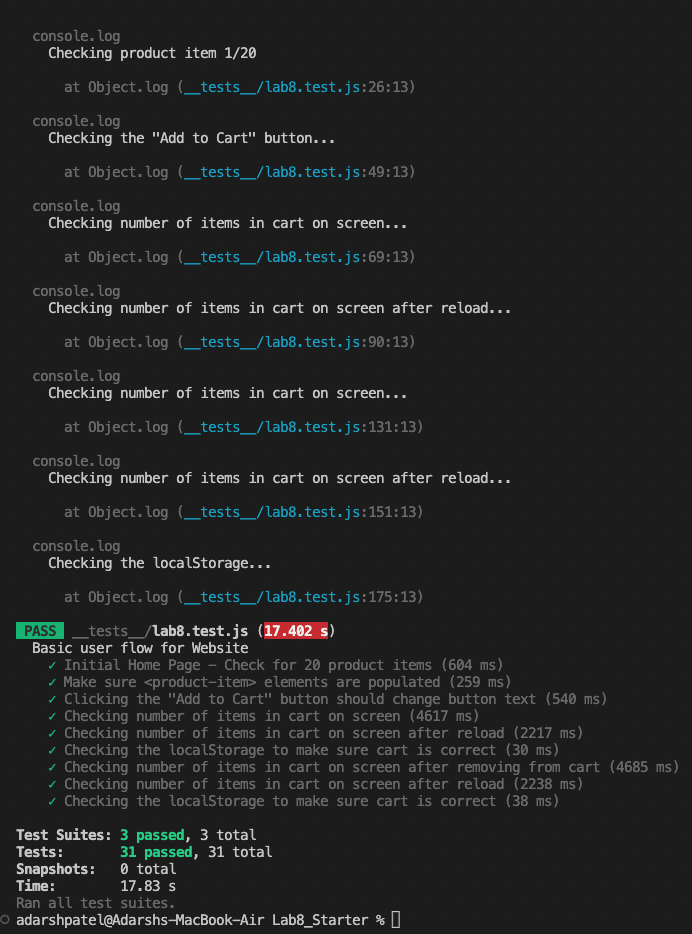 console.log
Checking product item 1/20
at Object.log (__tests__/lab8.test.js:26:13)
console.log
Checking the "Add to Cart" button...
at Object.log (__tests__/lab8.test.js:49:13)
console.log
Checking number of items in cart on screen...
at Object.log (__tests__/lab8.test.js:69:13)
console.log
Checking number of items in cart on screen after reload...
at Object.log (__tests__/lab8.test.js:90:13)
console.log
Checking number of items in cart on screen...
at Object.log (__tests__/lab8.test.js:131:13)
console.log
Checking number of items in cart on screen after reload...
at Object.log (__tests__/lab8.test.js:151:13)
console.log
Checking the localStorage...
at Object.log (__tests__/lab8.test.js:175:13)
PASS __tests__/lab8.test.js (17.402 s)
Basic user flow for Website
✓ Initial Home Page – Check for 20 product items (604 ms)
✓ Make sure <product-item> elements are populated (259 ms)
✓ Clicking the "Add to Cart" button should change button text (540 ms)
✓ Checking number of items in cart on screen (4617 ms)
✓ Checking number of items in cart on screen after reload (2217 ms)
✓ Checking the localStorage to make sure cart is correct (30 ms)
✓ Checking number of items in cart on screen after removing from cart (4685 ms)
✓ Checking number of items in cart on screen after reload (2238 ms)
✓ Checking the localStorage to make sure cart is correct (38 ms)
Test Suites: 3 passed, 3 total
Tests: 31 passed, 31 total
Snapshots: 0 total
Time: 17.83 s
Ran all test suites.
adarshpatel@Adarshs-MacBook-Air Lab8_Starter %